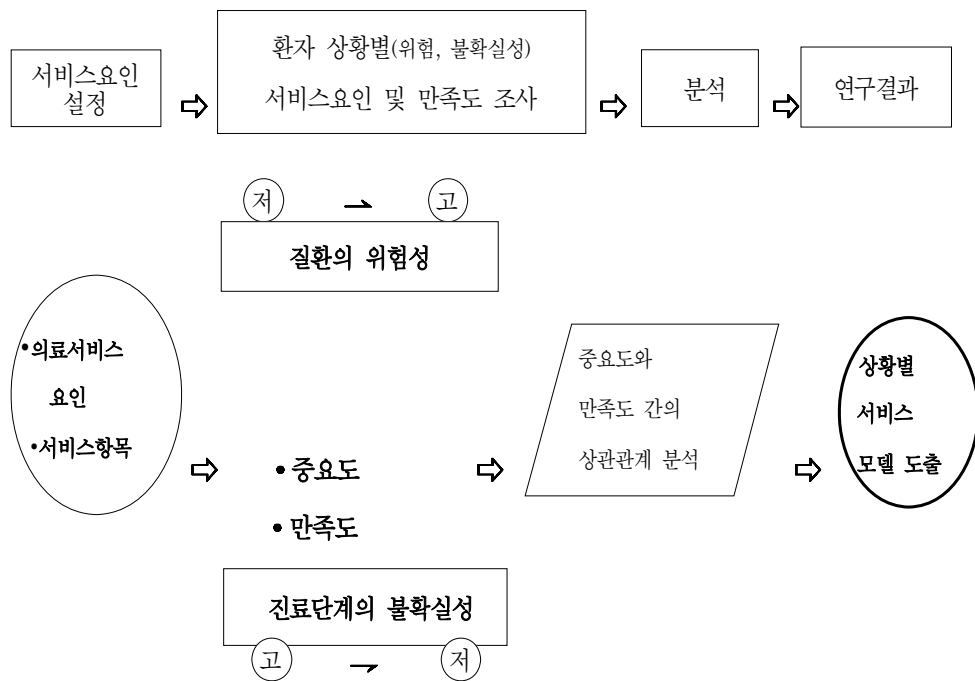 서비스요인
설정
환자 상황별(위험, 불확실성)
서비스요인 및 만족도 조사
분석
연구결과
저
고
질환의 위험성
•의료서비스
요인
•서비스항목
• 중요도
• 만족도
중요도와
만족도 간의
상관관계 분석
상황별
서비스
모델 도출
진료단계의 불확실성
고
저